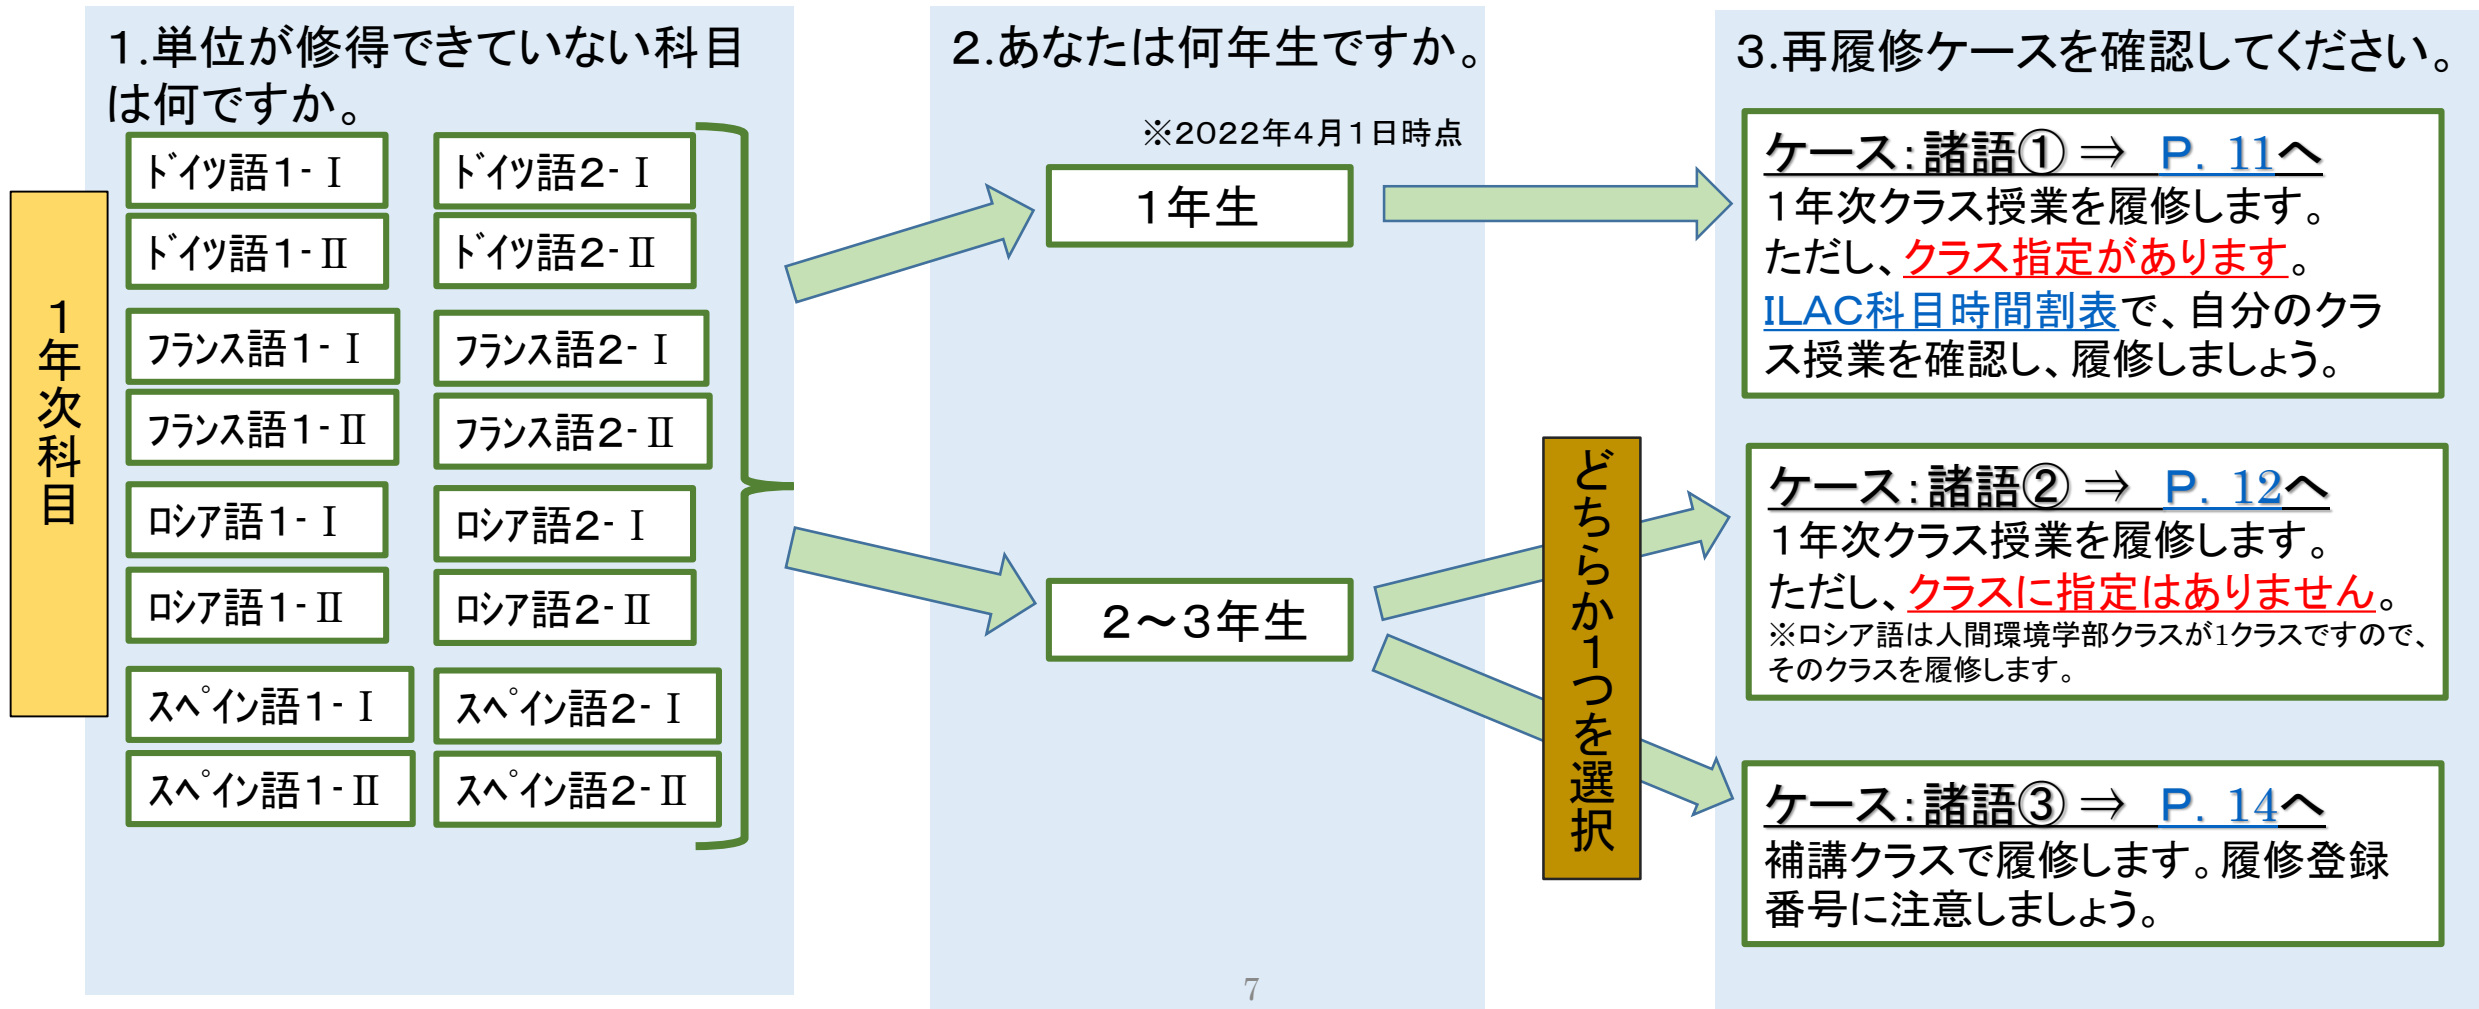 1.単位が修得できていない科目
は何ですか。
1年次科目
ﾄﾞｲﾂ語1-Ⅰ
ﾄﾞｲﾂ語2-Ⅰ
ﾄﾞｲﾂ語1-Ⅱ
ﾄﾞｲﾂ語2-Ⅱ
ﾌﾗﾝｽ語1-Ⅰ
ﾌﾗﾝｽ語2-Ⅰ
ﾌﾗﾝｽ語1-Ⅱ
ﾌﾗﾝｽ語2-Ⅱ
ﾛｼｱ語1-Ⅰ
ﾛｼｱ語2-Ⅰ
ﾛｼｱ語1-Ⅱ
ﾛｼｱ語2-Ⅱ
ｽﾍﾟｲﾝ語1-Ⅰ
ｽﾍﾟｲﾝ語2-Ⅰ
ｽﾍﾟｲﾝ語1-Ⅱ
ｽﾍﾟｲﾝ語2-Ⅱ
2.あなたは何年生ですか。
※2022年4月1日時点
1年生
2～3年生
どちらか1つを選択
3.再履修ケースを確認してください。
ケース:諸語① ⇒ P. 11へ
1年次クラス授業を履修します。
ただし、クラス指定があります。
ILAC科目時間割表で、自分のクラ
ス授業を確認し、履修しましょう。
ケース:諸語② ⇒ P. 12へ
1年次クラス授業を履修します。
ただし、クラスに指定はありません。
※ロシア語は人間環境学部クラスが1クラスですので、
そのクラスを履修します。
ケース:諸語③ ⇒ P. 14へ
補講クラスで履修します。履修登録
番号に注意しましょう。
7